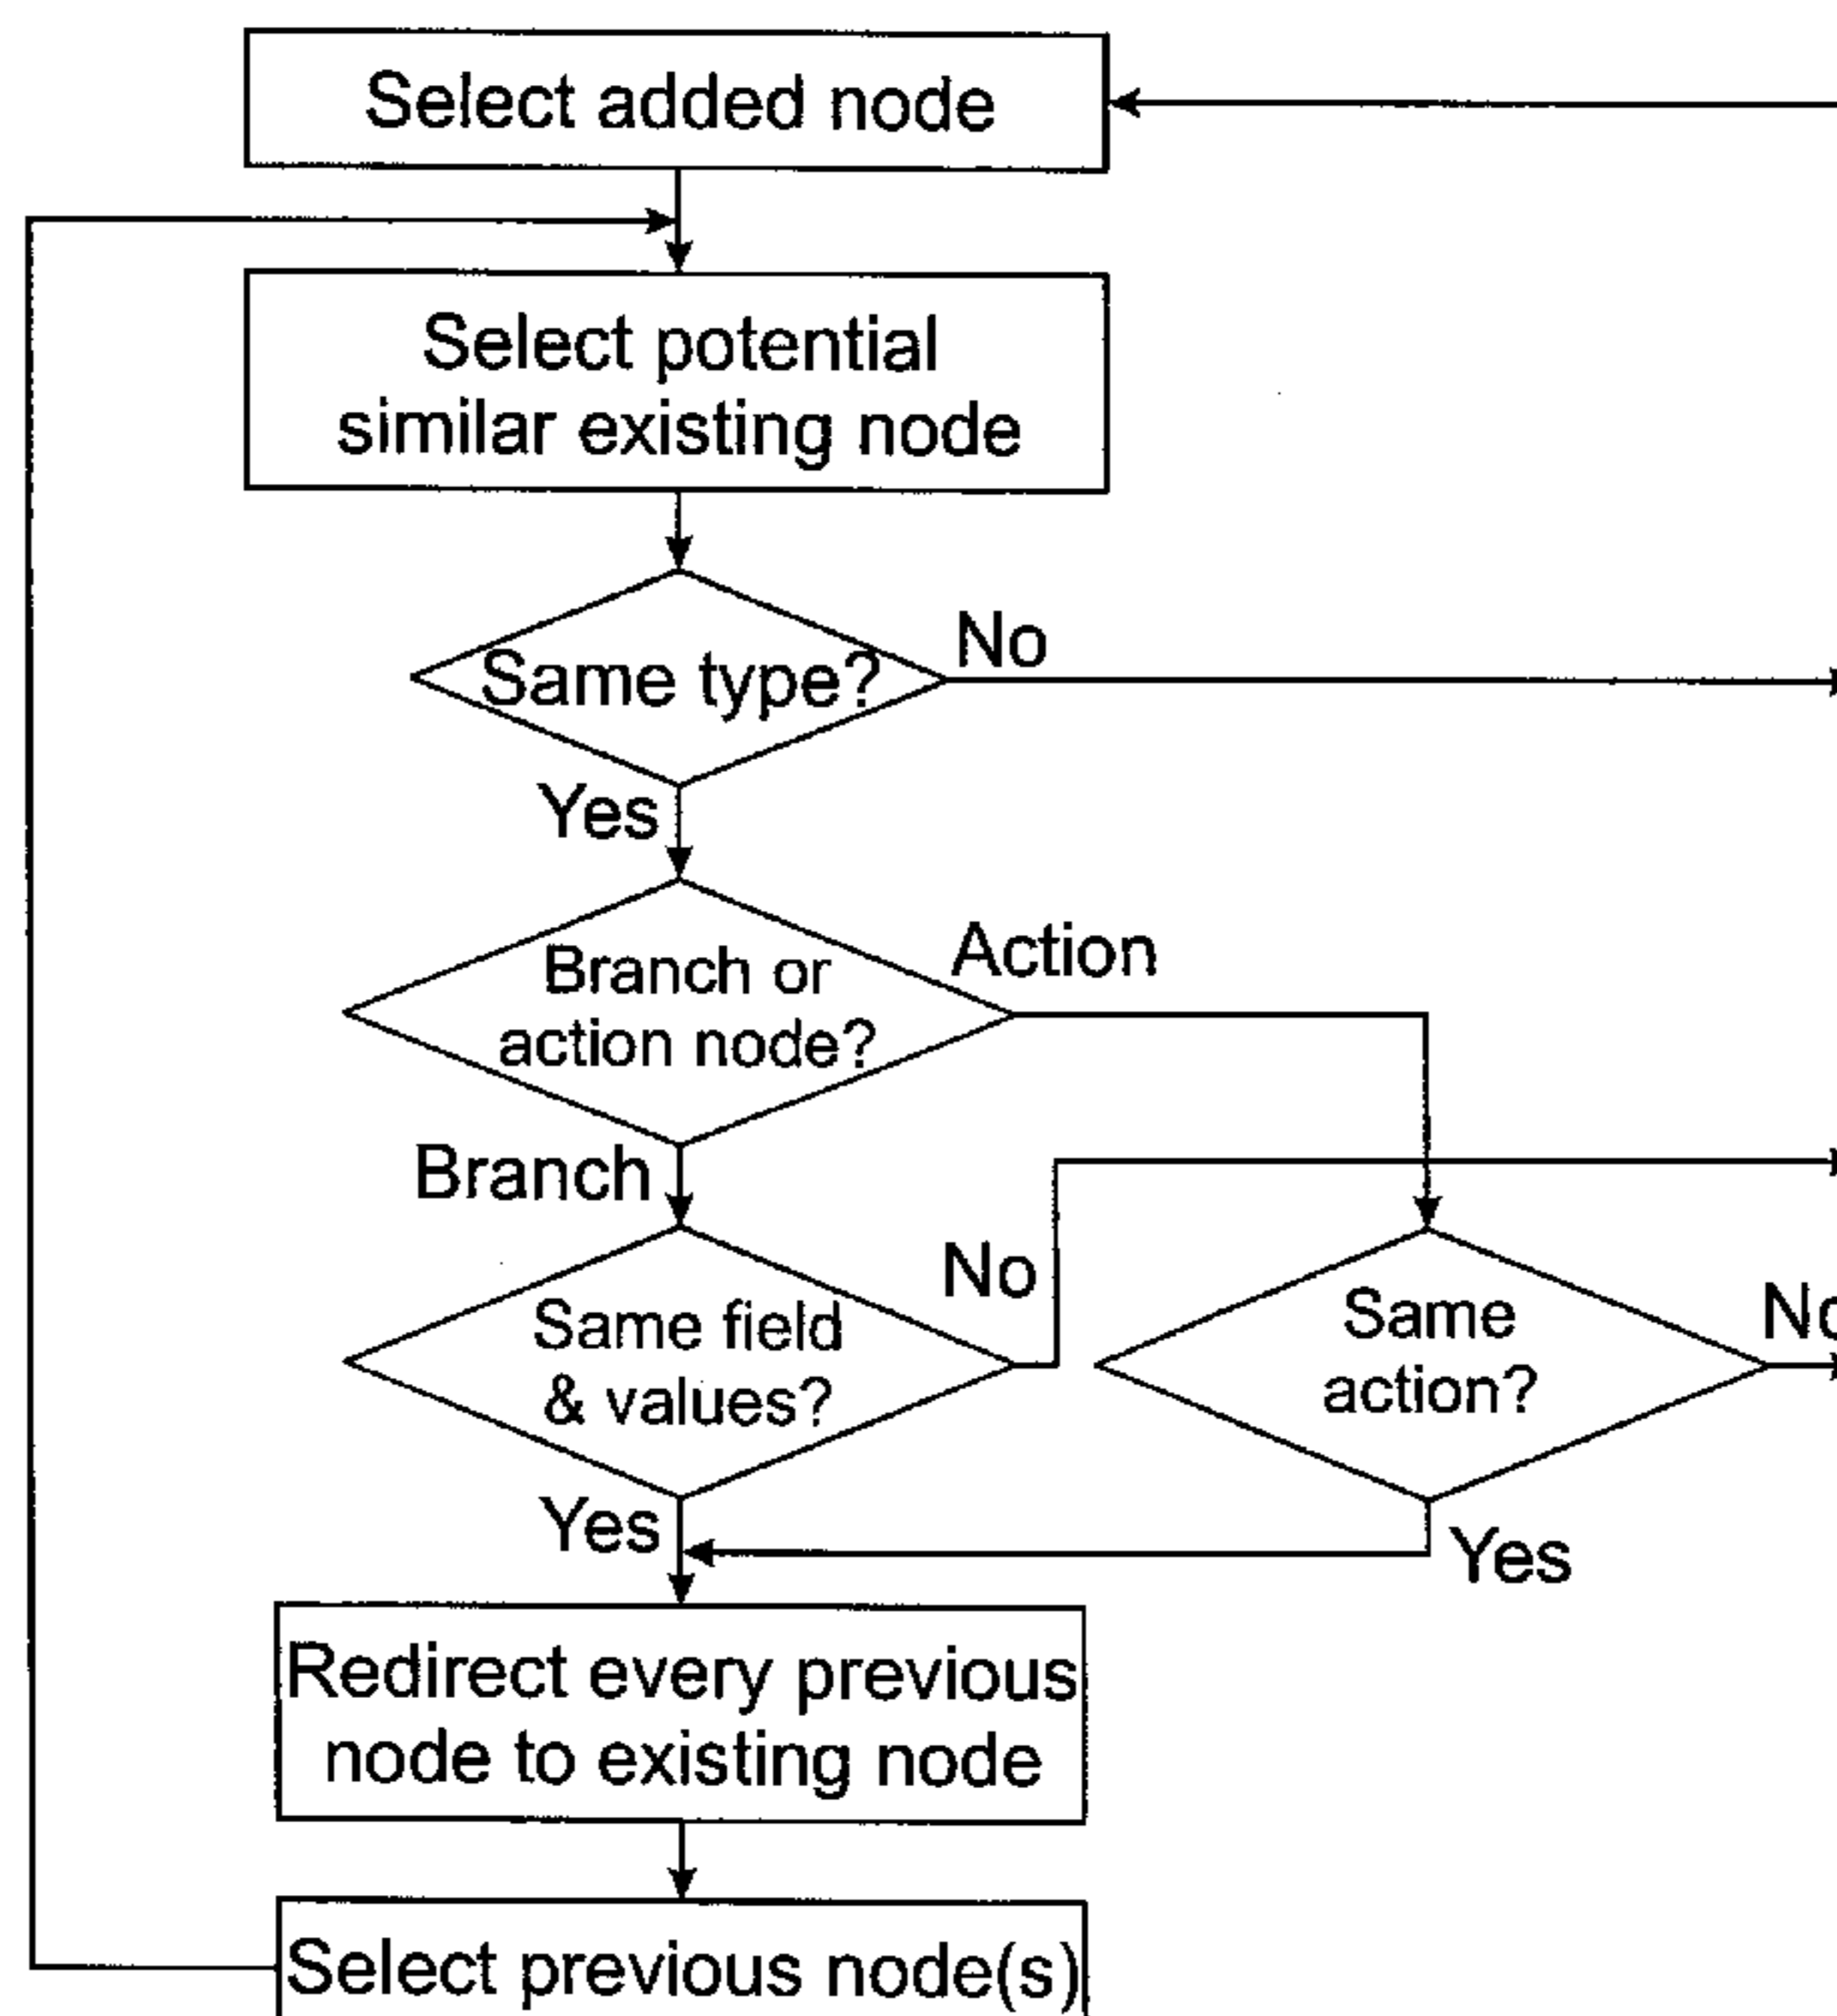 Select added node
Select potential
similar existing node
Same type?
No
Yes
Branch or
action node?
Action
Branch
Same field
& values?
No
Same
action?
No
Yes
Yes
Redirect every previous
node to existing node
Select previous node(s)